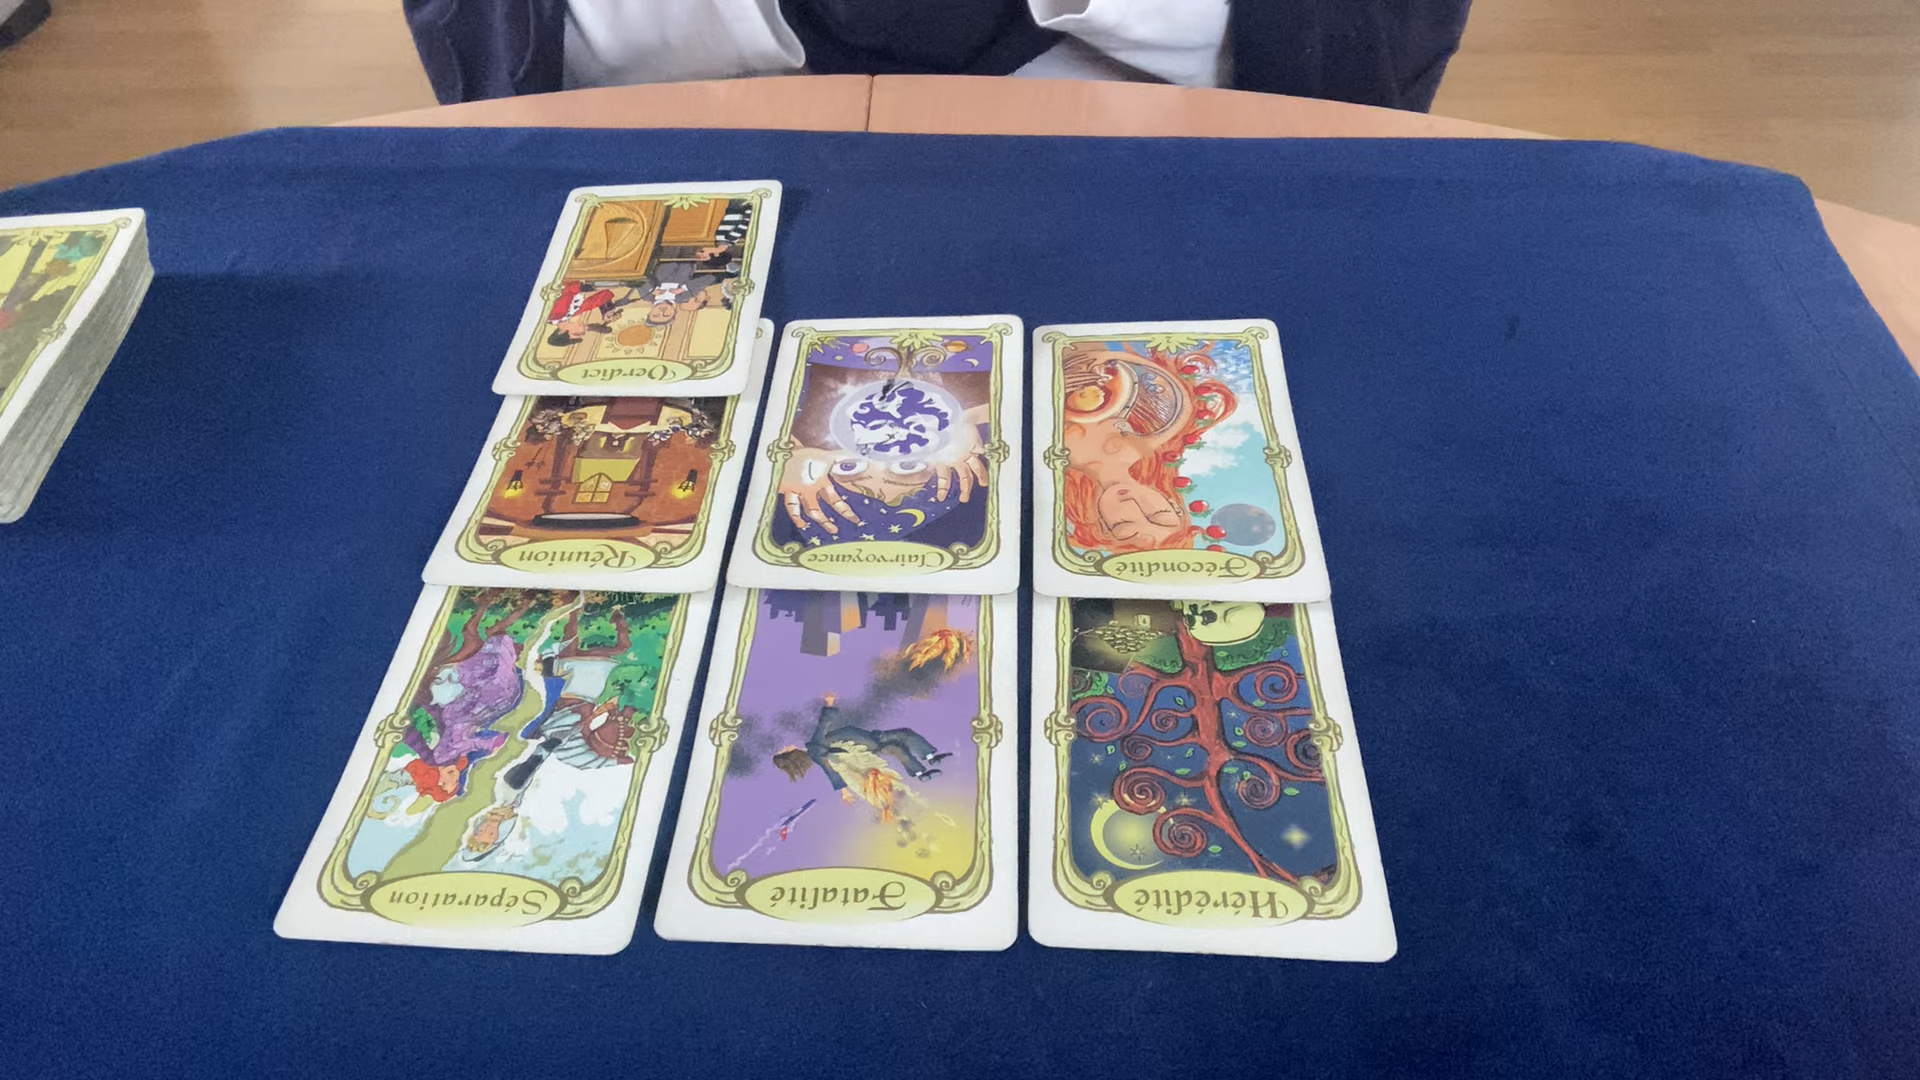 Verdict
Réunion
Clairvoyance
Fécondité
Séparation
Fatalité
Hérédité